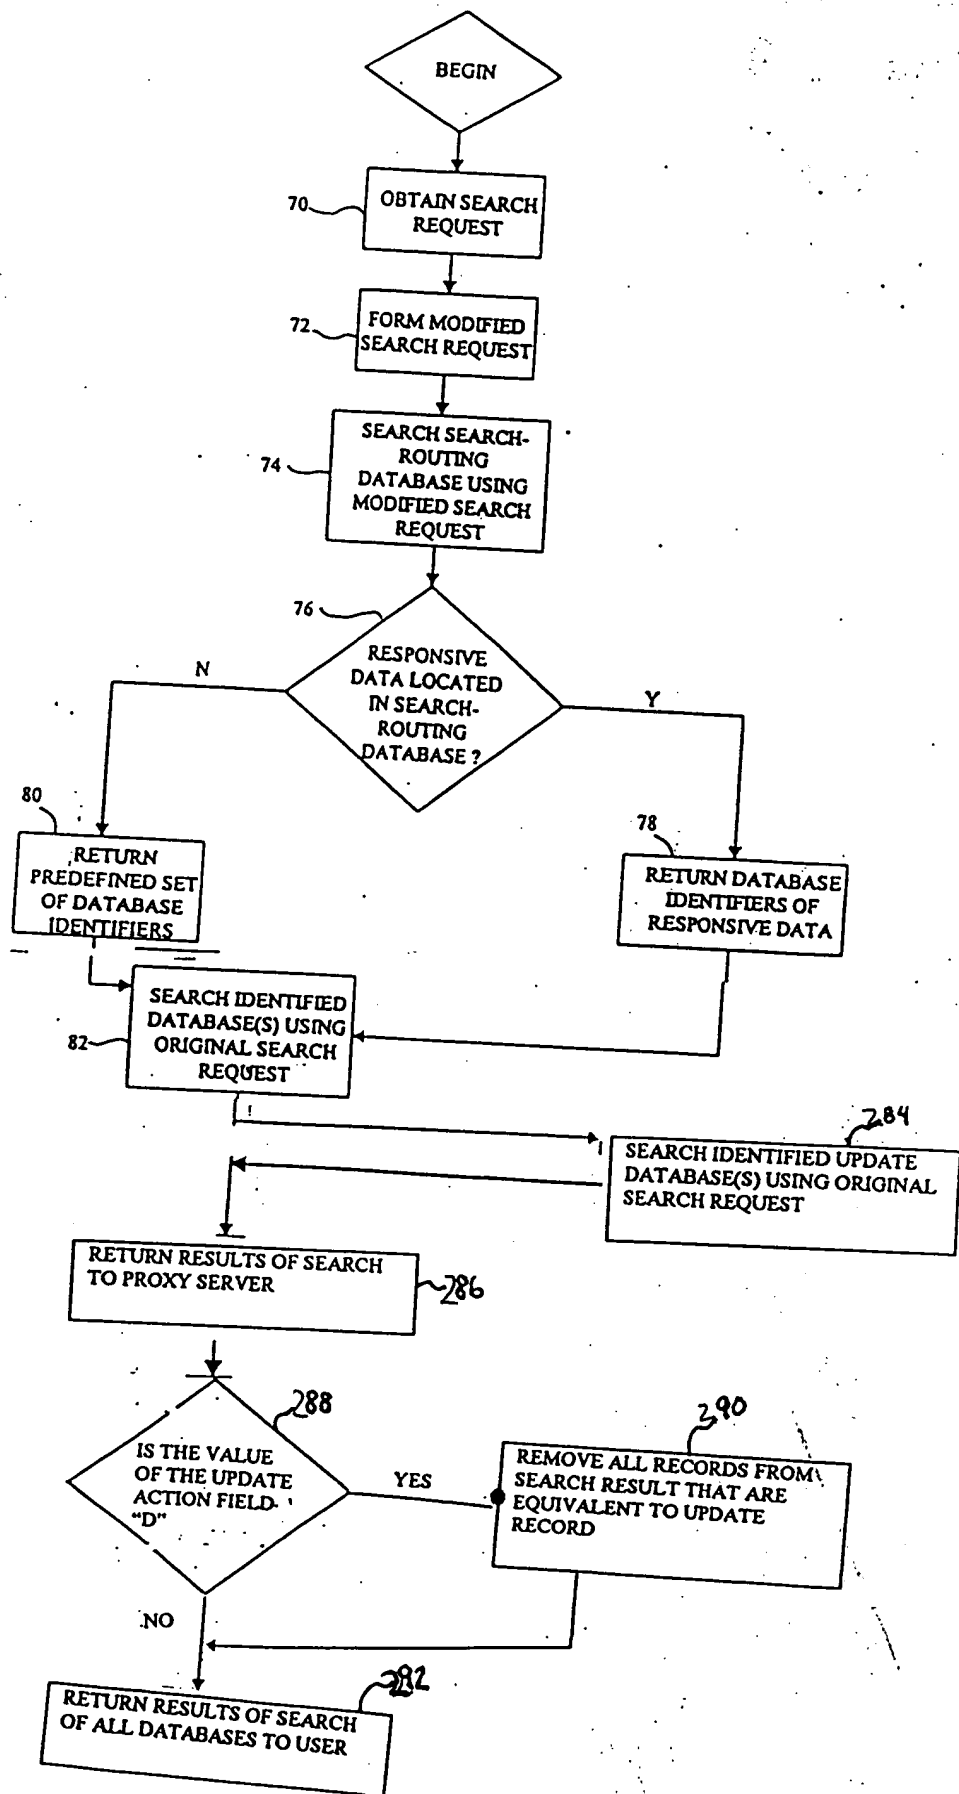 BEGIN
70
OBTAIN SEARCH
REQUEST
72
FORM MODIFIED
SEARCH REQUEST
74
SEARCH SEARCH-
ROUTING
DATABASE USING
MODIFIED SEARCH
REQUEST
76
RESPONSIVE
DATA LOCATED
IN SEARCH-
ROUTING
DATABASE ?
N
Y
80
RETURN
PREDEFINED SET
OF DATABASE
IDENTIFIERS
78
RETURN DATABASE
IDENTIFIERS OF
RESPONSIVE DATA
82
SEARCH IDENTIFIED
DATABASE(S) USING
ORIGINAL SEARCH
REQUEST
284
SEARCH IDENTIFIED UPDATE
DATABASE(S) USING ORIGINAL
SEARCH REQUEST
RETURN RESULTS OF SEARCH
TO PROXY SERVER
286
288
IS THE VALUE
OF THE UPDATE
ACTION FIELD-
"D"
YES
NO
290
REMOVE ALL RECORDS FROM
SEARCH RESULT THAT ARE
EQUIVALENT TO UPDATE
RECORD
292
RETURN RESULTS OF SEARCH
OF ALL DATABASES TO USER